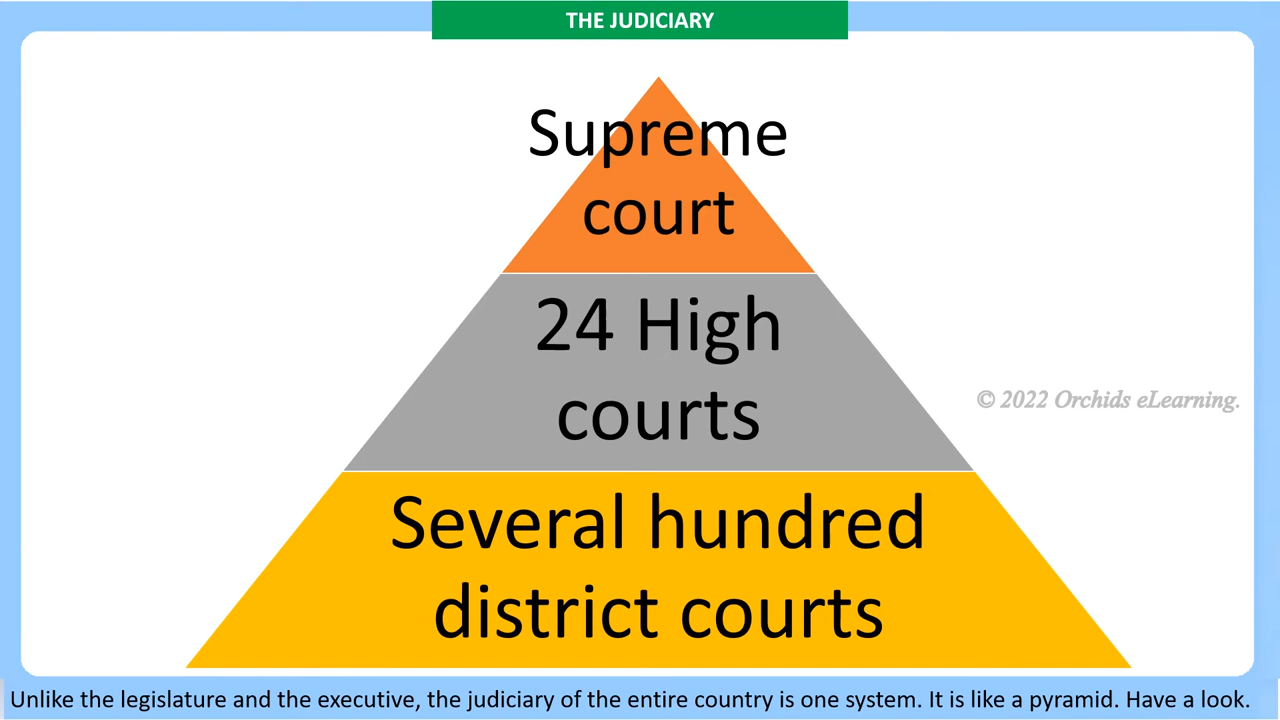 THE JUDICIARY
Supreme
court
24 High
courts
© 2022 Orchids eLearning.
Several hundred
district courts
Unlike the legislature and the executive, the judiciary of the entire country is one system. It is like a pyramid. Have a look.